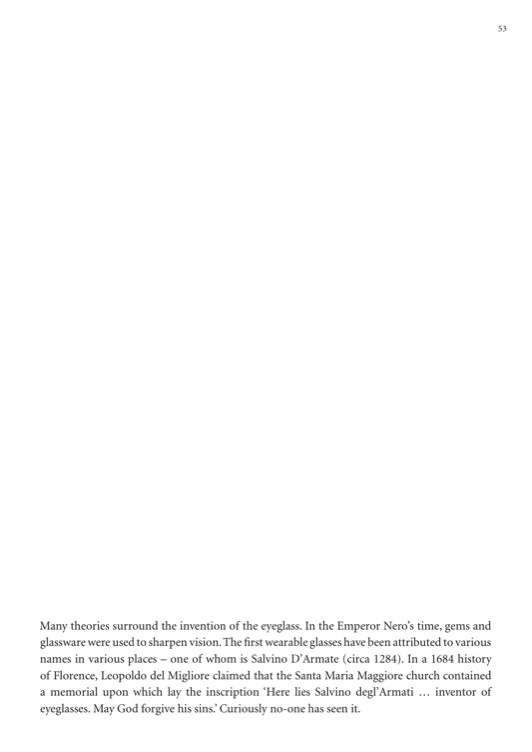 53
Many theories surround the invention of the eyeglass. In the Emperor Nero's time, gems and
glassware were used to sharpen vision. The first wearable glasses have been attributed to various
names in various places – one of whom is Salvino D'Armate (circa 1284). In a 1684 history
of Florence, Leopoldo del Migliore claimed that the Santa Maria Maggiore church contained
a memorial upon which lay the inscription 'Here lies Salvino degl'Armati … inventor of
eyeglasses. May God forgive his sins.' Curiously no-one has seen it.